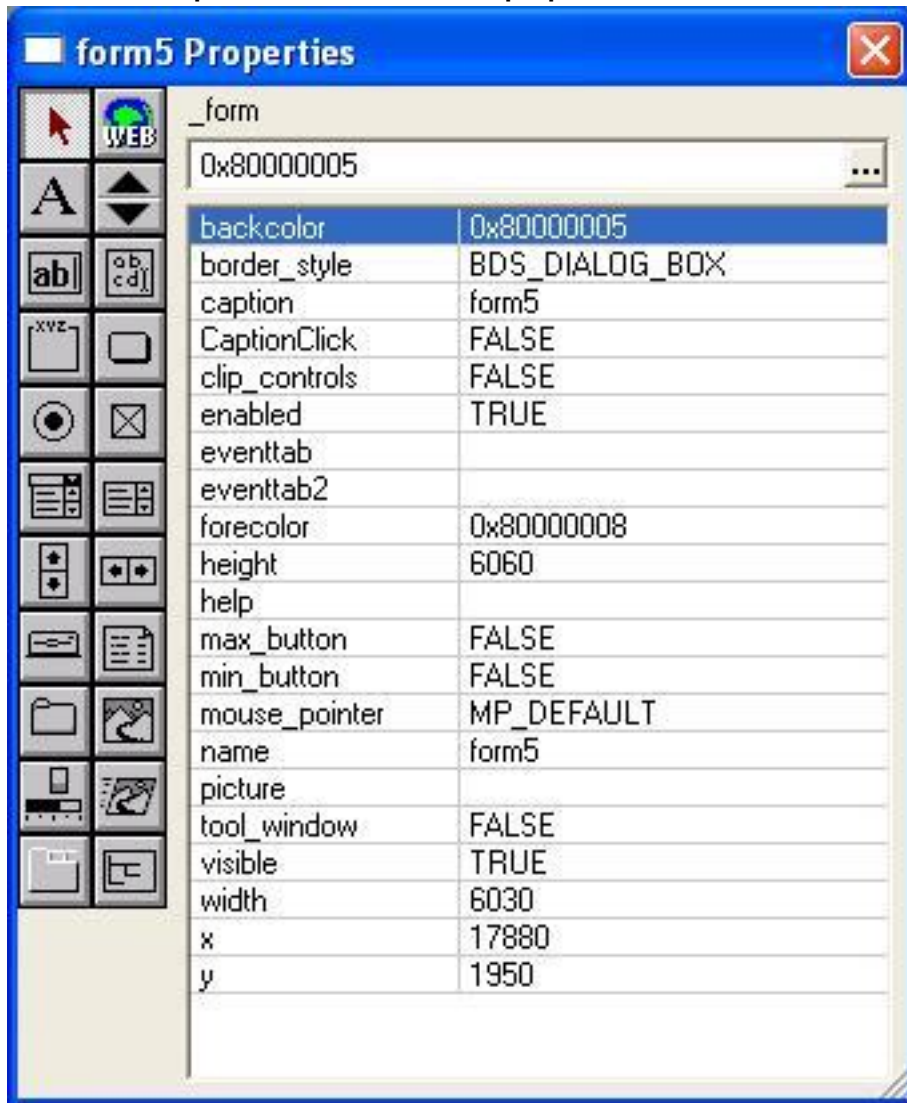 form5 Properties
WEB
_form
0x80000005 ...
A
backcolor 0x80000005
border_style BDS_DIALOG_BOX
ab ab cd
caption form5
CaptionClick FALSE
xyz
clip_controls FALSE
enabled TRUE
eventtab
eventtab2
forecolor 0x80000008
height 6060
help
max_button FALSE
min_button FALSE
mouse_pointer MP_DEFAULT
name form5
picture
tool_window FALSE
visible TRUE
width 6030
x 17880
y 1950